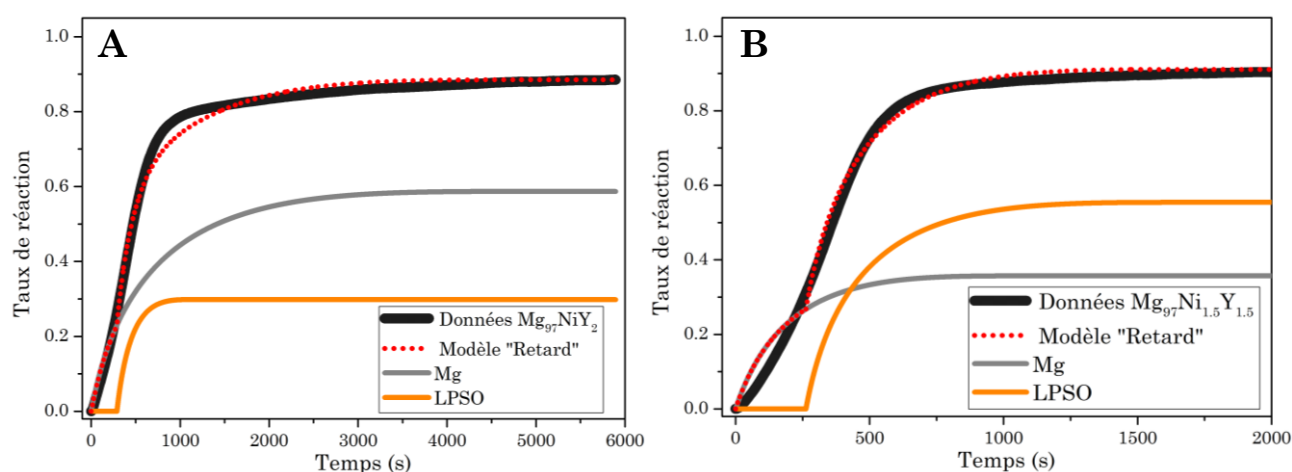 A
Taux de réaction
1.0
0.8
0.6
0.4
0.2
0.0
Données Mg₉₇NiY₂
Modèle "Retard"
Mg
LPSO
0 1000 2000 3000 4000 5000 6000
Temps (s)
B
Taux de réaction
1.0
0.8
0.6
0.4
0.2
0.0
Données Mg₉₇Ni₁.₅Y₁.₅
Modèle "Retard"
Mg
LPSO
0 500 1000 1500 2000
Temps (s)